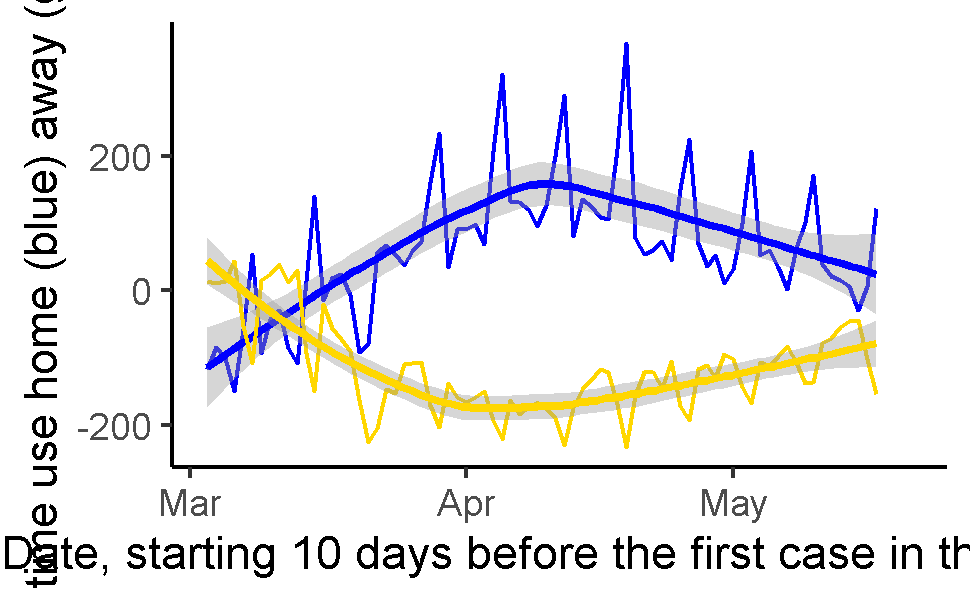 time use home (blue) away (
200
0
-200
Mar Apr May
Date, starting 10 days before the first case in th